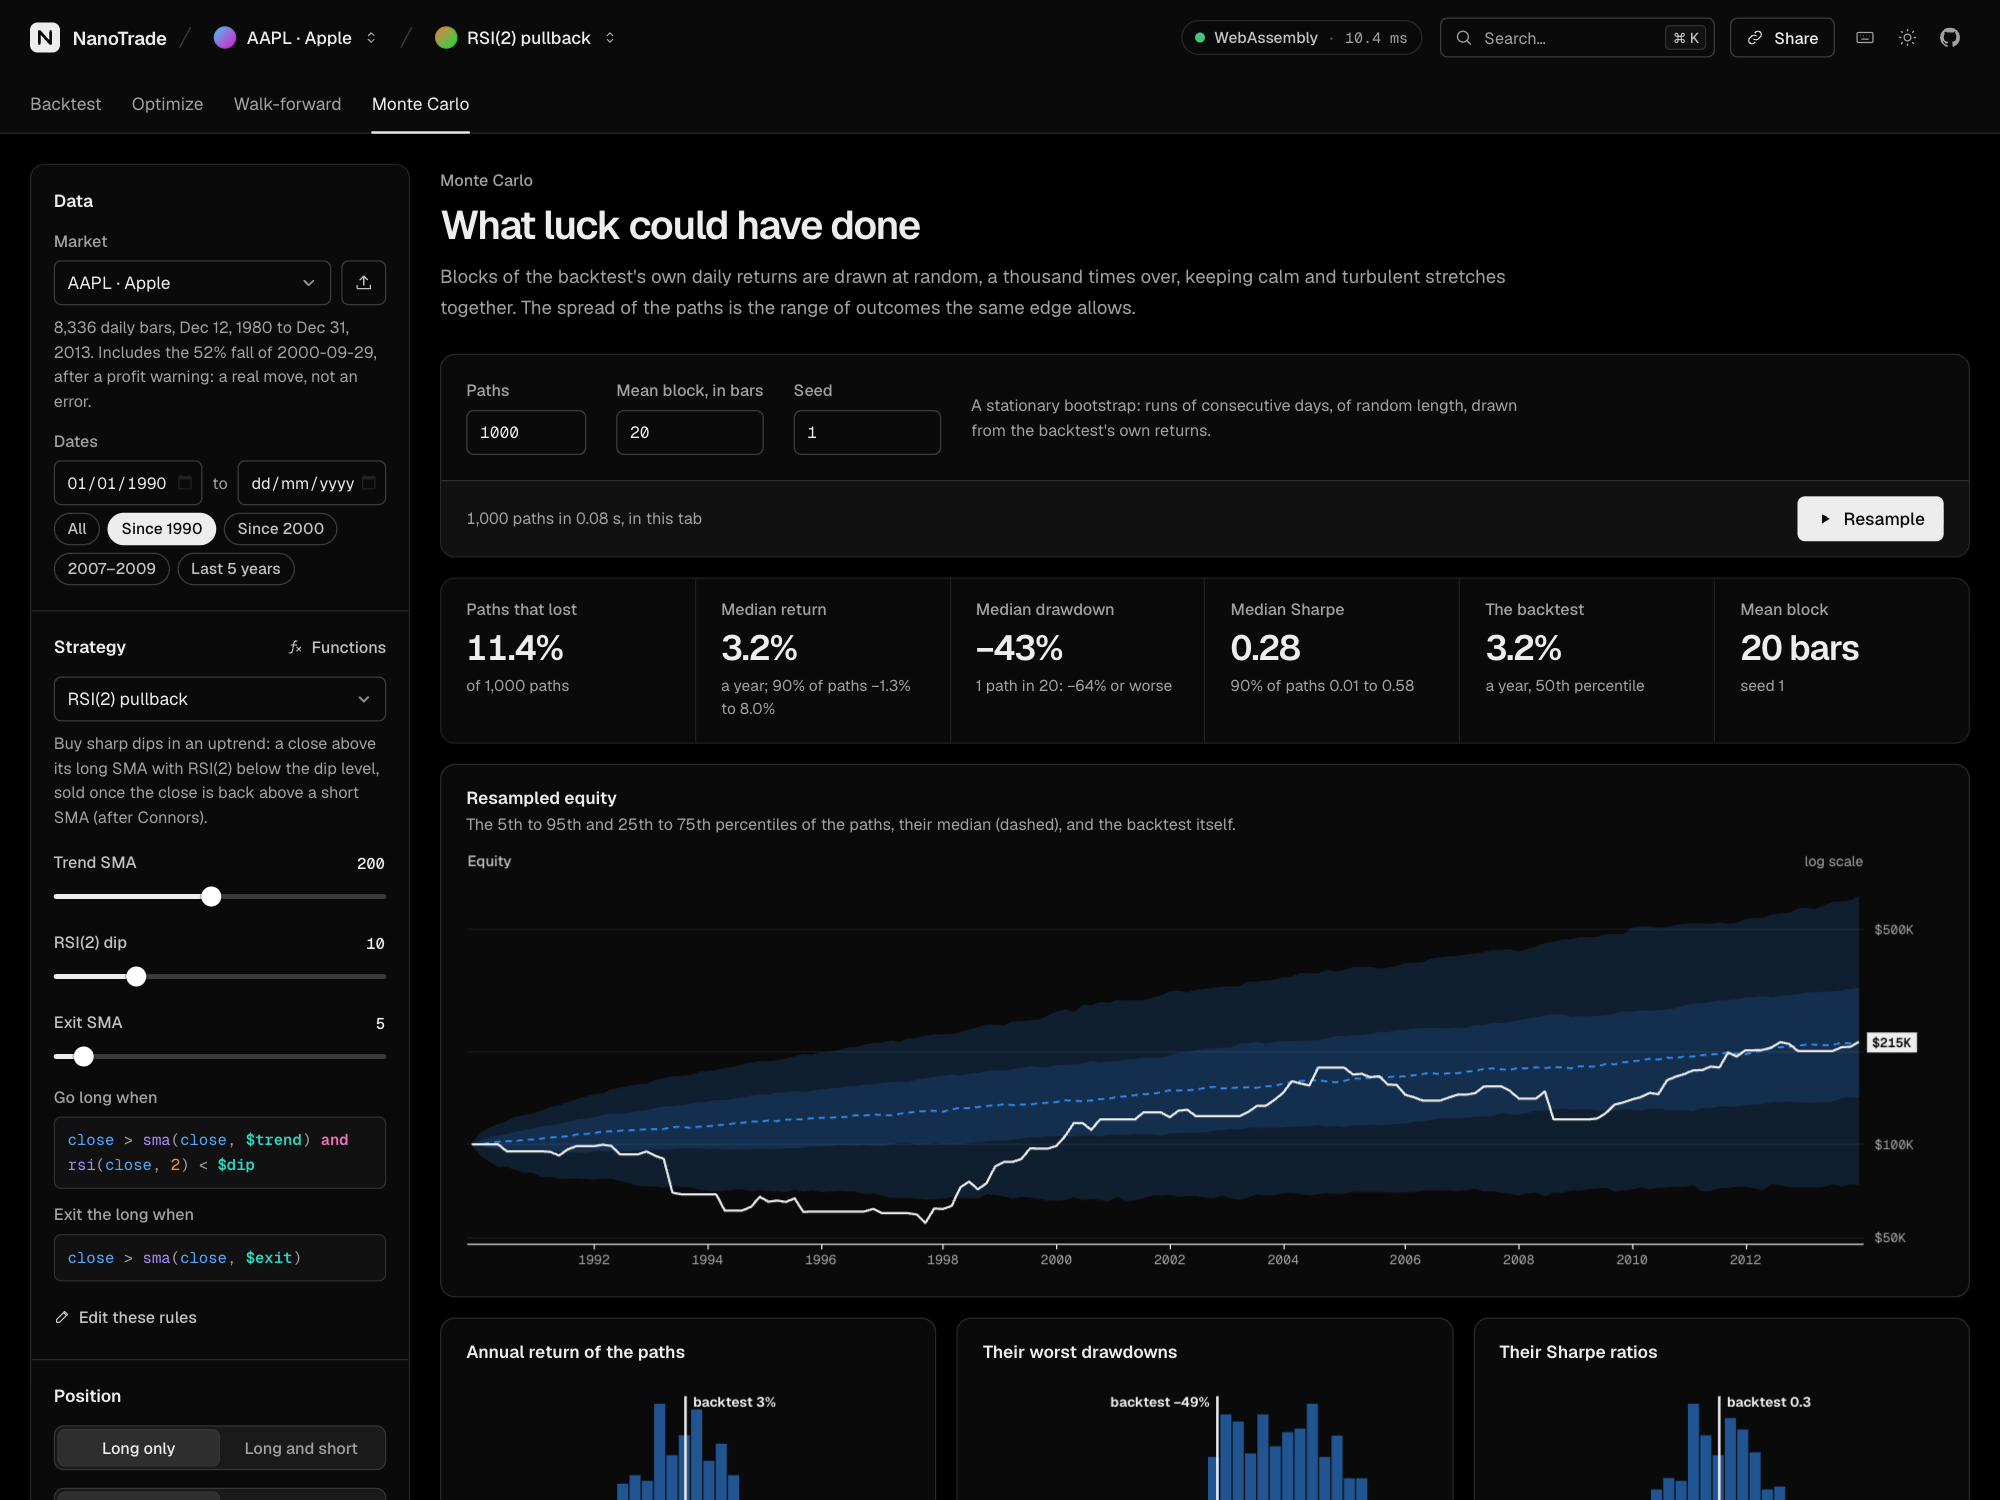 N NanoTrade / AAPL · Apple / RSI(2) pullback
WebAssembly · 10.4 ms
Search...
⌘ K
Share
Backtest
Optimize
Walk-forward
Monte Carlo
Data
Market
AAPL · Apple
8,336 daily bars, Dec 12, 1980 to Dec 31,
2013. Includes the 52% fall of 2000-09-29,
after a profit warning: a real move, not an
error.
Dates
01/01/1990 to dd/mm/yyyy
All
Since 1990
Since 2000
2007–2009
Last 5 years
Strategy
Functions
RSI(2) pullback
Buy sharp dips in an uptrend: a close above
its long SMA with RSI(2) below the dip level,
sold once the close is back above a short
SMA (after Connors).
Trend SMA 200
RSI(2) dip 10
Exit SMA 5
Go long when
close > sma(close, $trend) and
rsi(close, 2) < $dip
Exit the long when
close > sma(close, $exit)
Edit these rules
Position
Long only
Long and short
Monte Carlo
What luck could have done
Blocks of the backtest's own daily returns are drawn at random, a thousand times over, keeping calm and turbulent stretches
together. The spread of the paths is the range of outcomes the same edge allows.
Paths
1000
Mean block, in bars
20
Seed
1
A stationary bootstrap: runs of consecutive days, of random length, drawn
from the backtest's own returns.
1,000 paths in 0.08 s, in this tab
Resample
Paths that lost
11.4%
of 1,000 paths
Median return
3.2%
a year; 90% of paths −1.3%
to 8.0%
Median drawdown
−43%
1 path in 20: −64% or worse
Median Sharpe
0.28
90% of paths 0.01 to 0.58
The backtest
3.2%
a year, 50th percentile
Mean block
20 bars
seed 1
Resampled equity
The 5th to 95th and 25th to 75th percentiles of the paths, their median (dashed), and the backtest itself.
Equity
log scale
$500K
$215K
$100K
$50K
1992 1994 1996 1998 2000 2002 2004 2006 2008 2010 2012
Annual return of the paths
backtest 3%
Their worst drawdowns
backtest −49%
Their Sharpe ratios
backtest 0.3